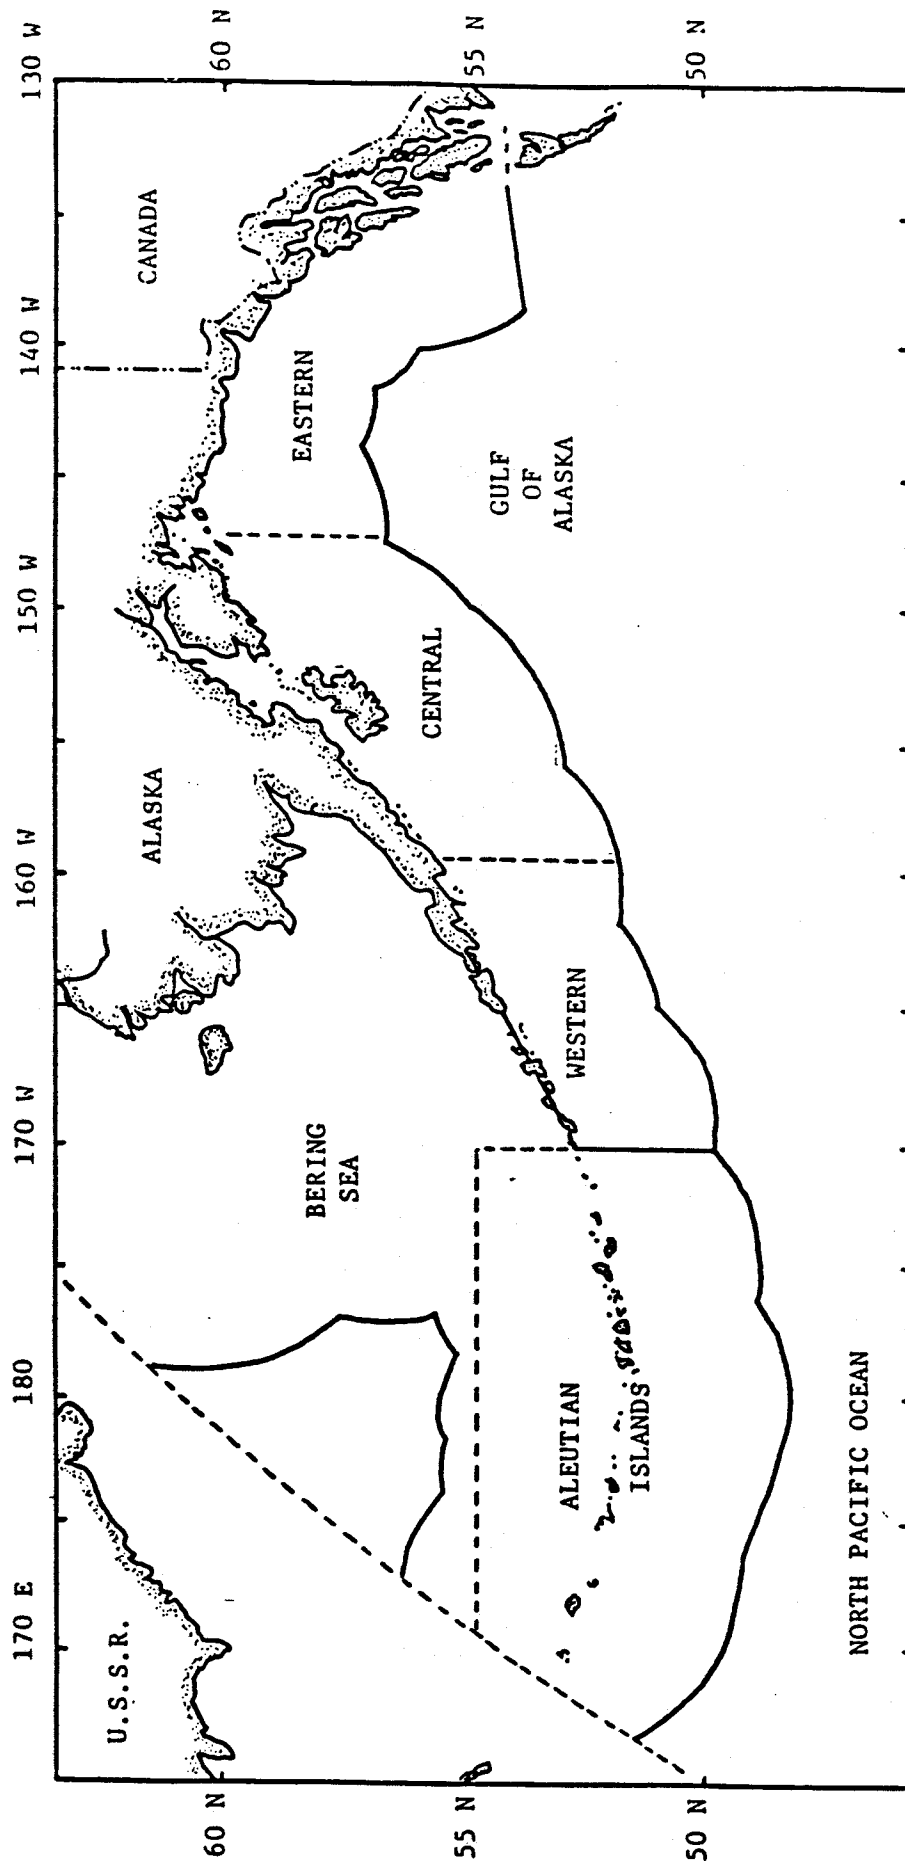 170 E
180
170 W
160 W
150 W
140 W
130 W
U.S.S.R.
ALASKA
CANADA
60 N
60 N
BERING
SEA
EASTERN
CENTRAL
55 N
55 N
GULF
OF
ALASKA
ALEUTIAN
ISLANDS
WESTERN
50 N
50 N
NORTH PACIFIC OCEAN